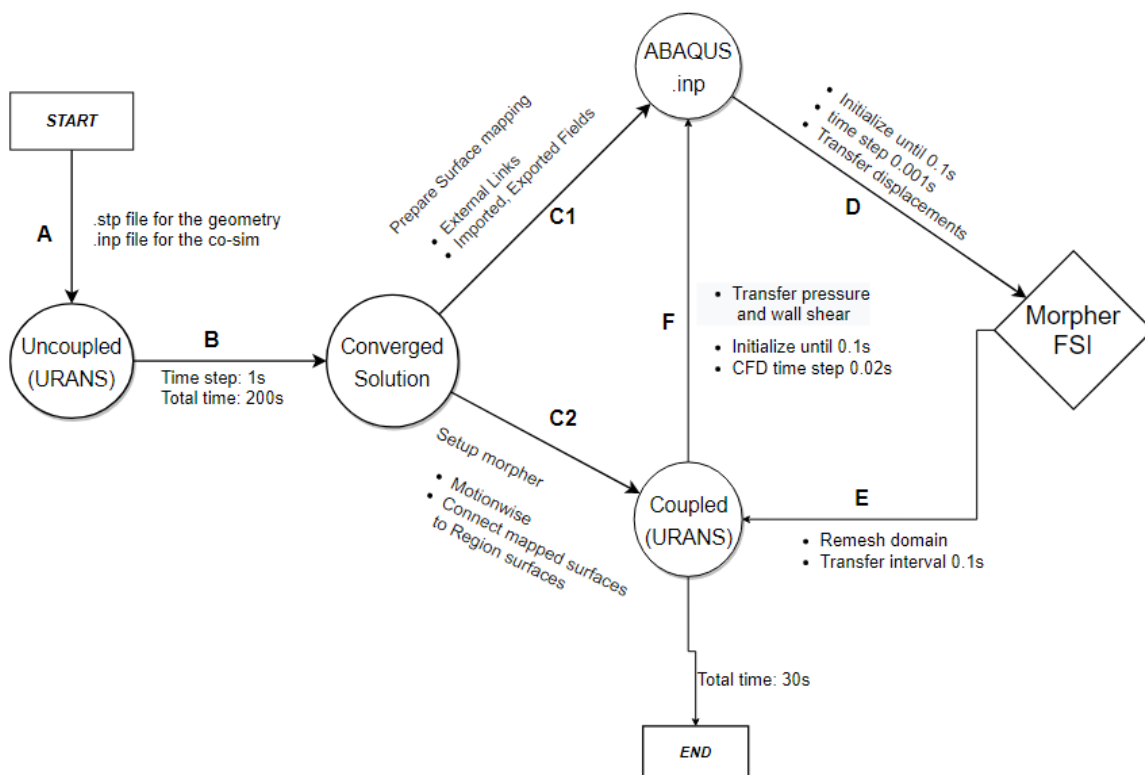 START
A
.stp file for the geometry
.inp file for the co-sim
Uncoupled
(URANS)
B
Time step: 1s
Total time: 200s
Converged
Solution
Prepare Surface mapping
• External Links
• Imported, Exported Fields
C1
ABAQUS
.inp
• Initialize until 0.1s
• time step 0.001s
• Transfer displacements
D
Morpher
FSI
C2
Setup morpher
• Motionwise
• Connect mapped surfaces
to Region surfaces
F
• Transfer pressure
and wall shear
• Initialize until 0.1s
• CFD time step 0.02s
Coupled
(URANS)
E
• Remesh domain
• Transfer interval 0.1s
Total time: 30s
END